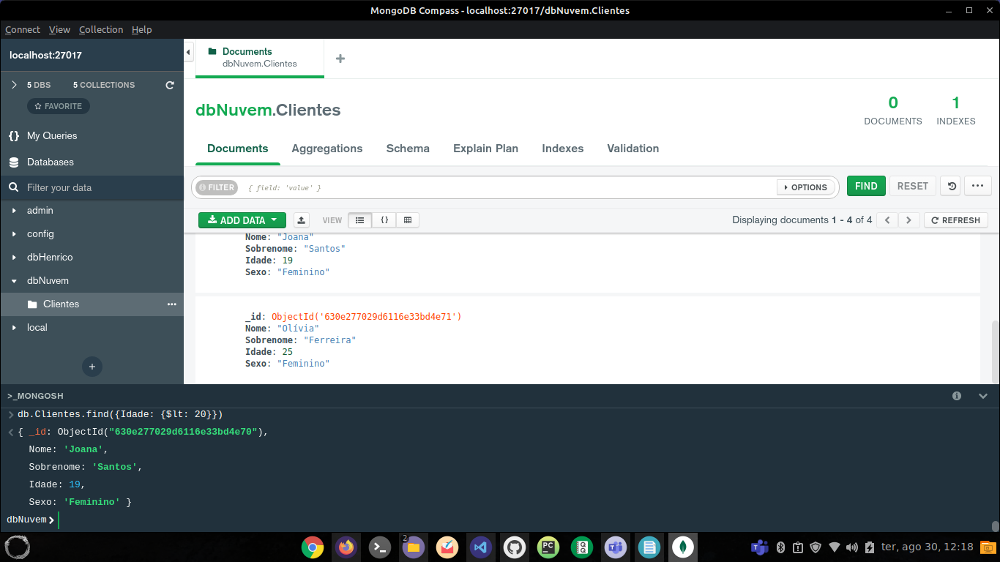 MongoDB Compass - localhost:27017/dbNuvem.Clientes
Connect View Collection Help
localhost:27017
5 DBS 5 COLLECTIONS
FAVORITE
{} My Queries
Databases
Filter your data
admin
config
dbHenrico
dbNuvem
Clientes
local
+
Documents
dbNuvem.Clientes
dbNuvem.Clientes
0 DOCUMENTS
1 INDEXES
Documents Aggregations Schema Explain Plan Indexes Validation
FILTER { field: 'value' } OPTIONS FIND RESET
ADD DATA VIEW {} Displaying documents 1 - 4 of 4 REFRESH
Nome: "Joana"
Sobrenome: "Santos"
Idade: 19
Sexo: "Feminino"
_id: ObjectId('630e277029d6116e33bd4e71')
Nome: "Olívia"
Sobrenome: "Ferreira"
Idade: 25
Sexo: "Feminino"
>_MONGOSH
db.Clientes.find({Idade: {$lt: 20}})
{ _id: ObjectId("630e277029d6116e33bd4e70"),
Nome: 'Joana',
Sobrenome: 'Santos',
Idade: 19,
Sexo: 'Feminino' }
dbNuvem>
2
PC
ter, ago 30, 12:18